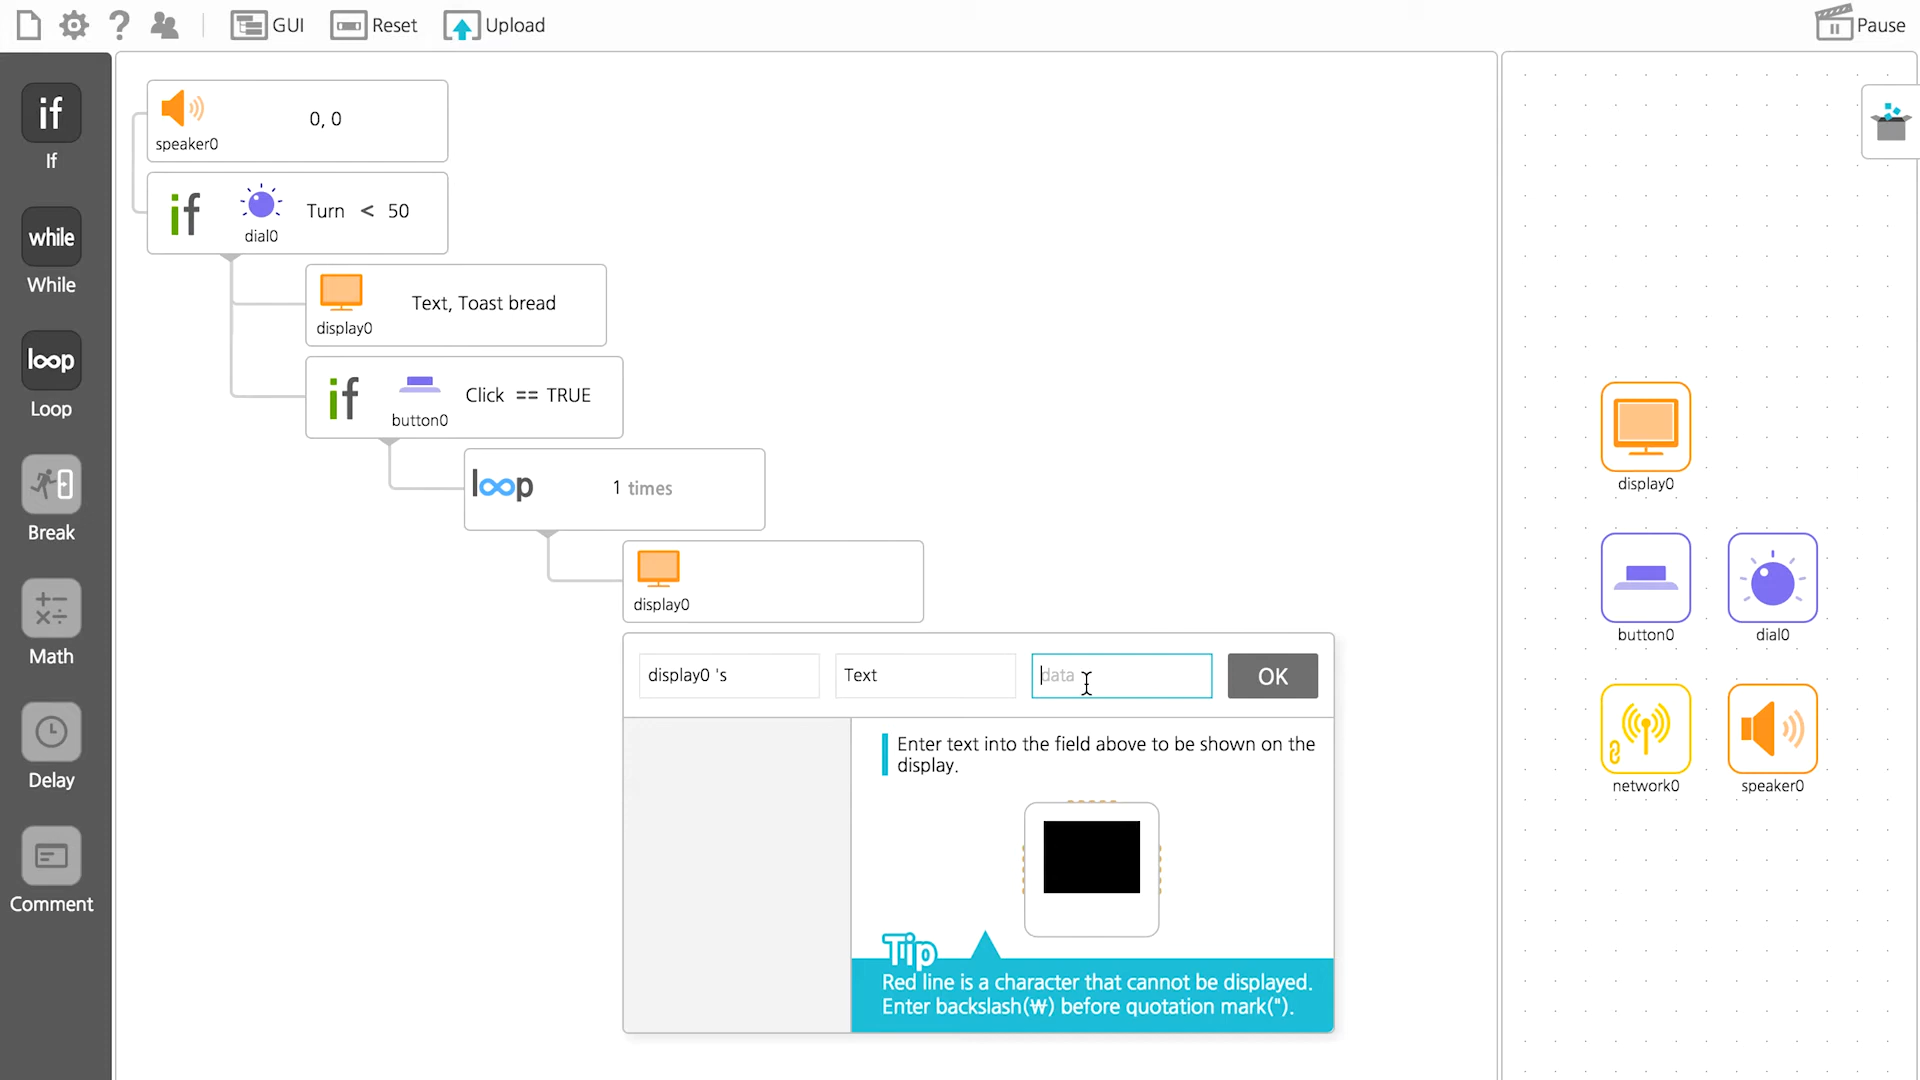 GUI
Reset
Upload
Pause
if
If
while
While
loop
Loop
Break
Math
Delay
Comment
speaker0
0, 0
if
dial0
Turn < 50
display0
Text, Toast bread
if
button0
Click == TRUE
loop
1 times
display0
display0 's
Text
data
OK
Enter text into the field above to be shown on the
display.
Tip
Red line is a character that cannot be displayed.
Enter backslash(₩) before quotation mark(").
display0
button0
dial0
network0
speaker0